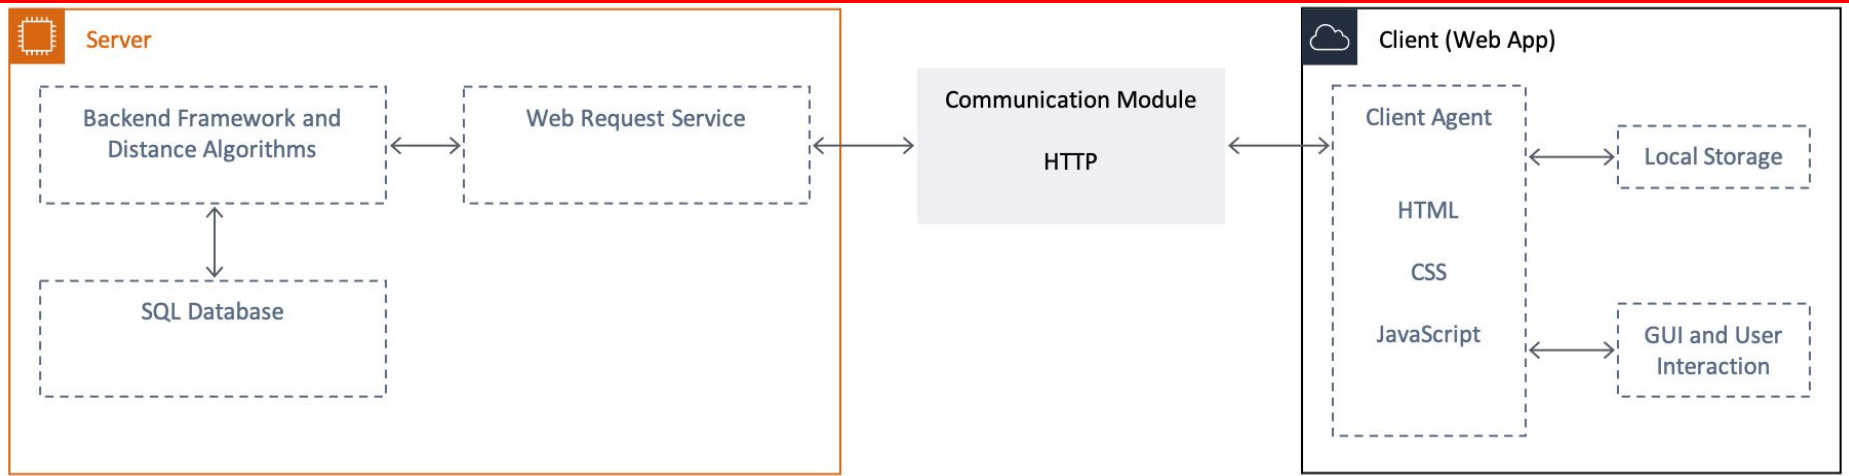 Server
Backend Framework and
Distance Algorithms
Web Request Service
SQL Database
Communication Module
HTTP
Client (Web App)
Client Agent
HTML
CSS
JavaScript
Local Storage
GUI and User
Interaction